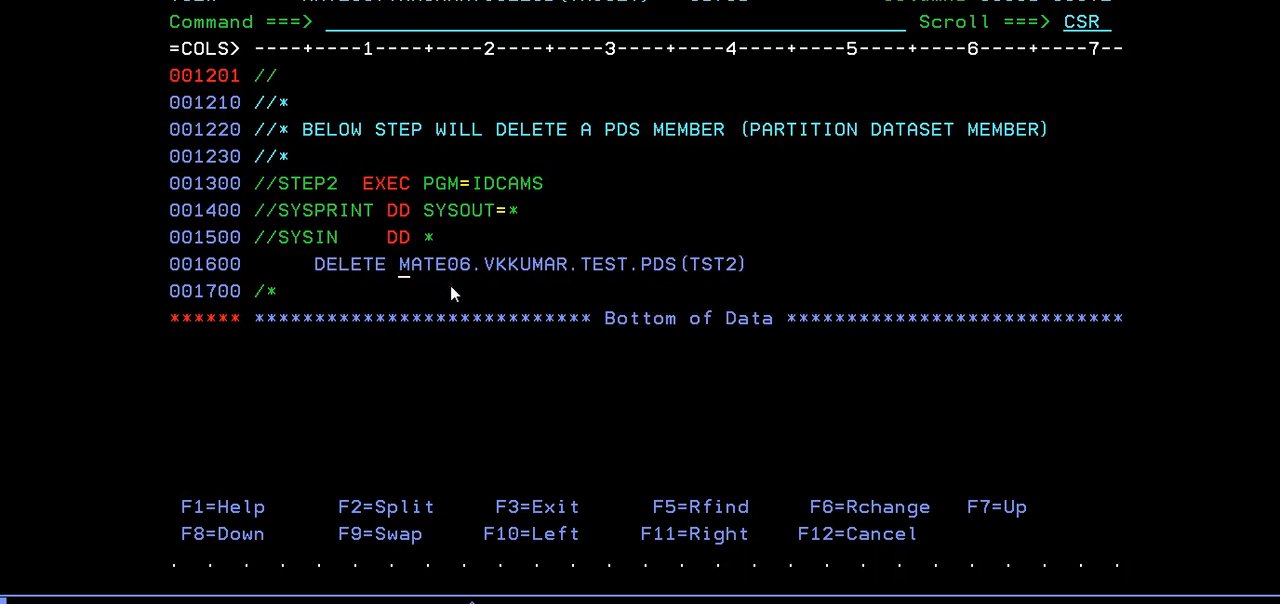 Command ===> Scroll ===> CSR
=COLS> ----+----1----+----2----+----3----+----4----+----5----+----6----+----7--
001201 //
001210 //*
001220 //* BELOW STEP WILL DELETE A PDS MEMBER (PARTITION DATASET MEMBER)
001230 //*
001300 //STEP2  EXEC PGM=IDCAMS
001400 //SYSPRINT DD SYSOUT=*
001500 //SYSIN    DD *
001600      DELETE MATE06.VKKUMAR.TEST.PDS(TST2)
001700 /*
****** **************************** Bottom of Data ****************************
F1=Help F2=Split F3=Exit F5=Rfind F6=Rchange F7=Up
F8=Down F9=Swap F10=Left F11=Right F12=Cancel